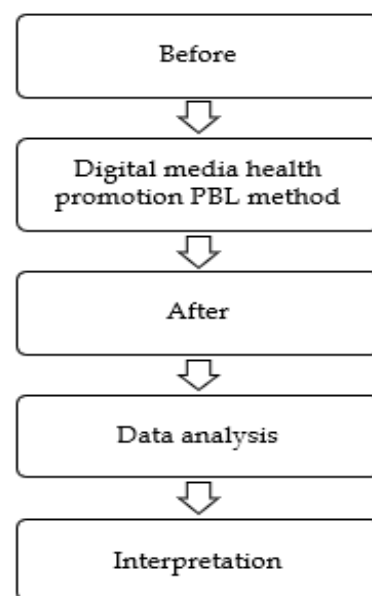 Before
Digital media health
promotion PBL method
After
Data analysis
Interpretation